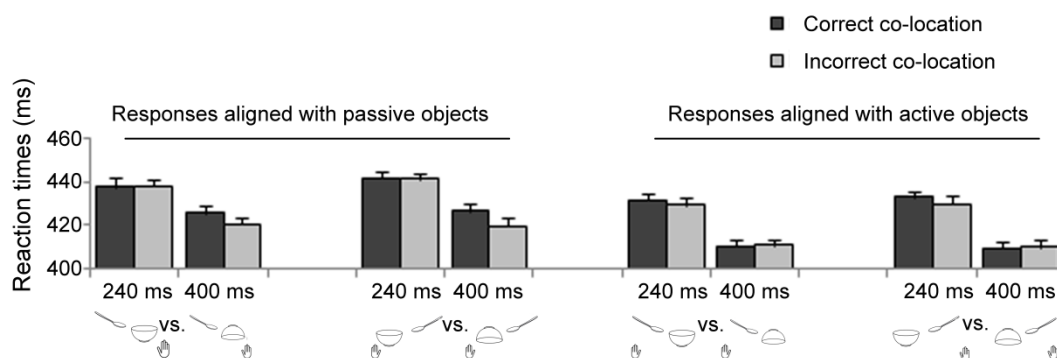 Correct co-location
Incorrect co-location
Reaction times (ms)
Responses aligned with passive objects
Responses aligned with active objects
460
440
420
400
240 ms 400 ms 240 ms 400 ms 240 ms 400 ms 240 ms 400 ms
vs. vs. vs. vs.